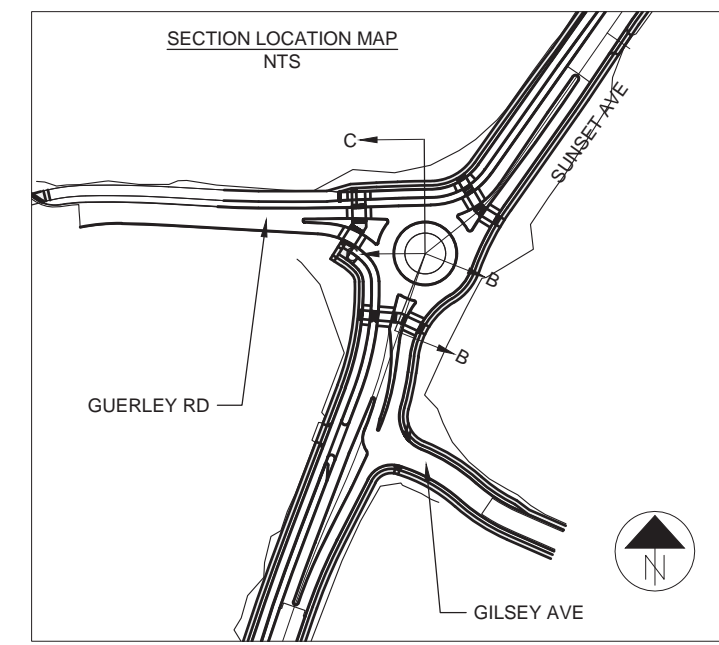 SECTION LOCATION MAP
NTS
SUNSET AVE
C
B
B
GUERLEY RD
GILSEY AVE
N